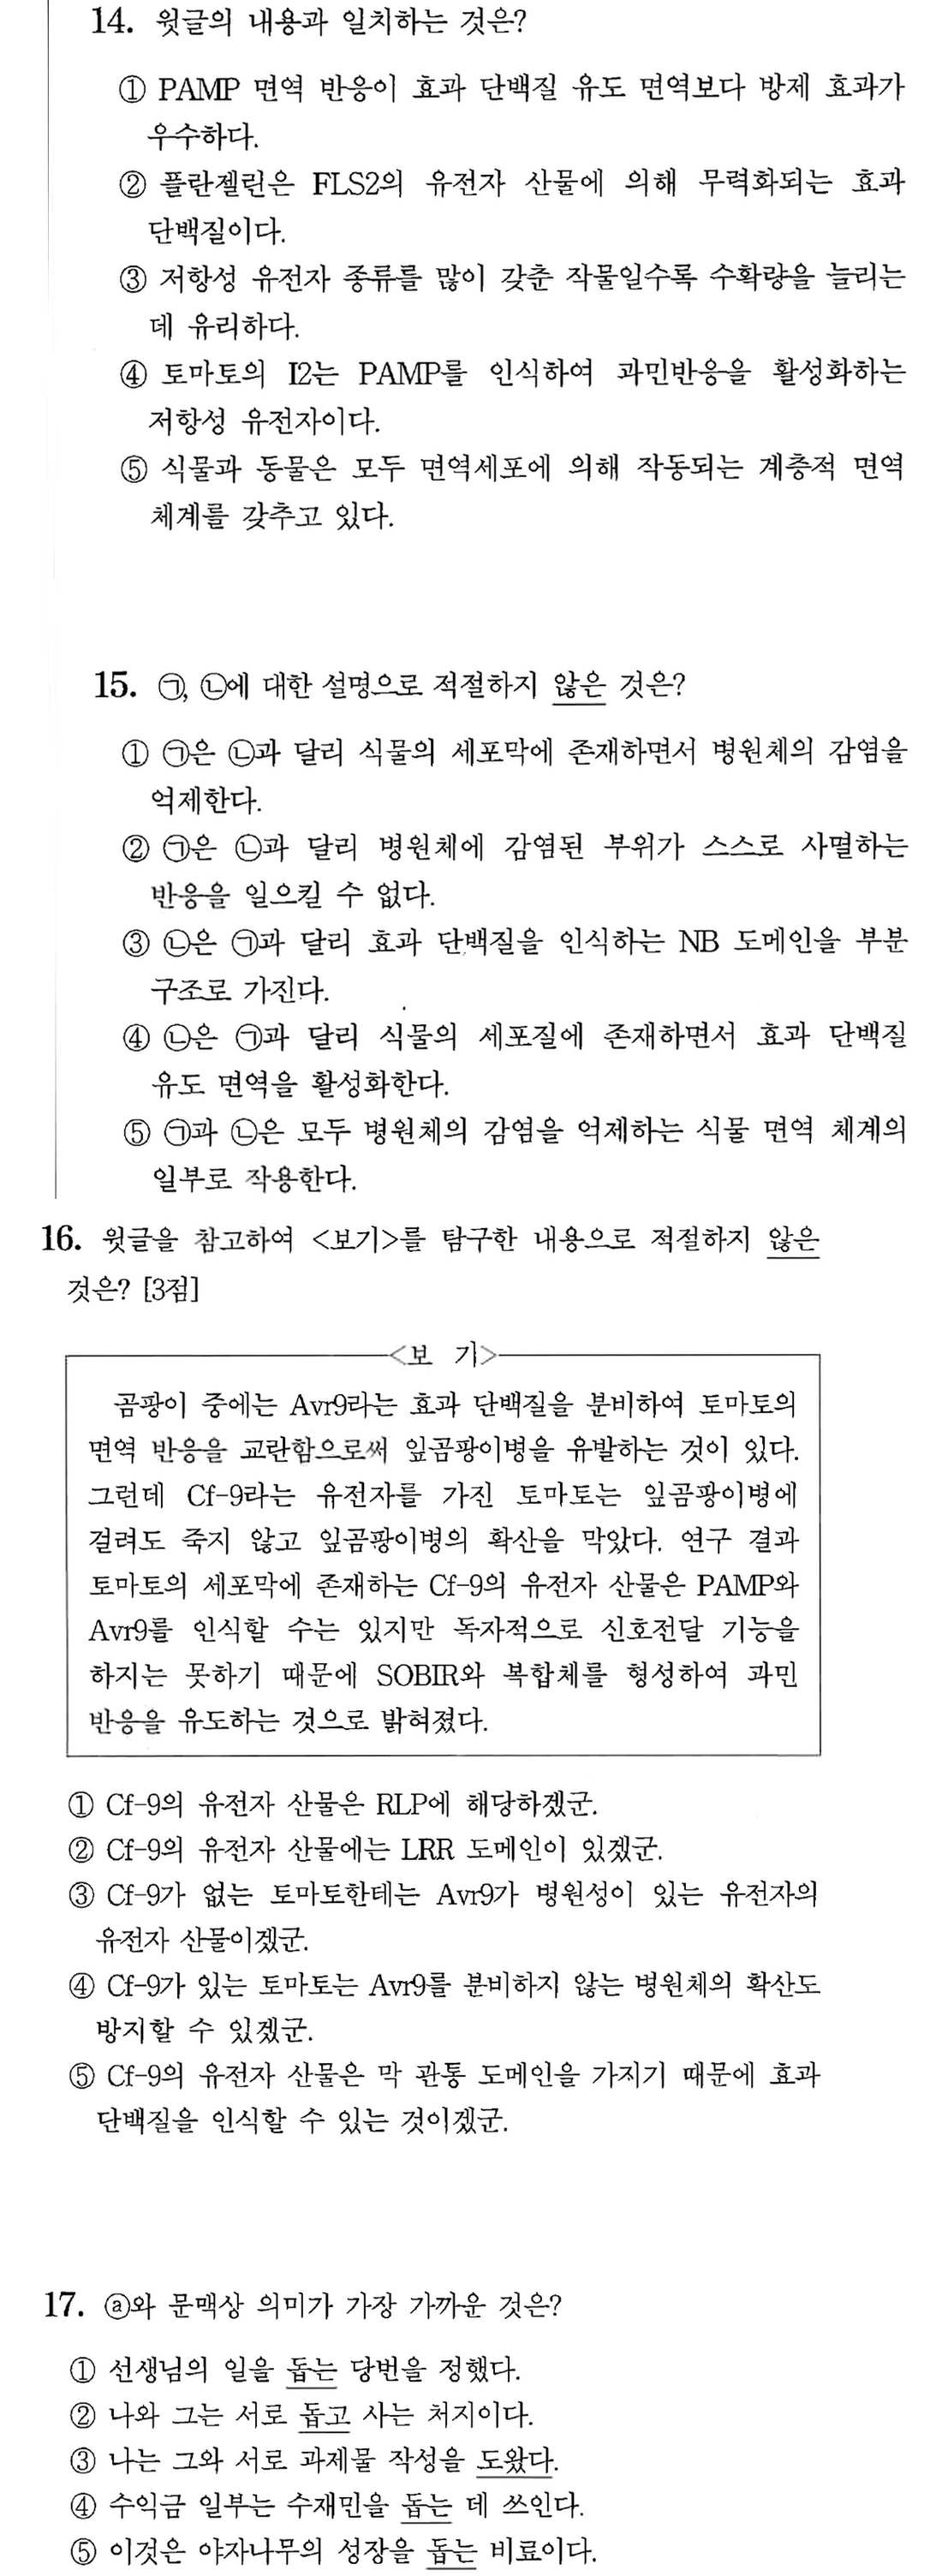 14. 윗글의 내용과 일치하는 것은?
① PAMP 면역 반응이 효과 단백질 유도 면역보다 방제 효과가
우수하다.
② 플란젤린은 FLS2의 유전자 산물에 의해 무력화되는 효과
단백질이다.
③ 저항성 유전자 종류를 많이 갖춘 작물일수록 수확량을 늘리는
데 유리하다.
④ 토마토의 I2는 PAMP를 인식하여 과민반응을 활성화하는
저항성 유전자이다.
⑤ 식물과 동물은 모두 면역세포에 의해 작동되는 계층적 면역
체계를 갖추고 있다.
15. ㉠, ㉡에 대한 설명으로 적절하지 않은 것은?
① ㉠은 ㉡과 달리 식물의 세포막에 존재하면서 병원체의 감염을
억제한다.
② ㉠은 ㉡과 달리 병원체에 감염된 부위가 스스로 사멸하는
반응을 일으킬 수 없다.
③ ㉡은 ㉠과 달리 효과 단백질을 인식하는 NB 도메인을 부분
구조로 가진다.
④ ㉡은 ㉠과 달리 식물의 세포질에 존재하면서 효과 단백질
유도 면역을 활성화한다.
⑤ ㉠과 ㉡은 모두 병원체의 감염을 억제하는 식물 면역 체계의
일부로 작용한다.
16. 윗글을 참고하여 <보기>를 탐구한 내용으로 적절하지 않은
것은? [3점]
<보 기>
곰팡이 중에는 Avr9라는 효과 단백질을 분비하여 토마토의
면역 반응을 교란함으로써 잎곰팡이병을 유발하는 것이 있다.
그런데 Cf-9라는 유전자를 가진 토마토는 잎곰팡이병에
걸려도 죽지 않고 잎곰팡이병의 확산을 막았다. 연구 결과
토마토의 세포막에 존재하는 Cf-9의 유전자 산물은 PAMP와
Avr9를 인식할 수는 있지만 독자적으로 신호전달 기능을
하지는 못하기 때문에 SOBIR와 복합체를 형성하여 과민
반응을 유도하는 것으로 밝혀졌다.
① Cf-9의 유전자 산물은 RLP에 해당하겠군.
② Cf-9의 유전자 산물에는 LRR 도메인이 있겠군.
③ Cf-9가 없는 토마토한테는 Avr9가 병원성이 있는 유전자의
유전자 산물이겠군.
④ Cf-9가 있는 토마토는 Avr9를 분비하지 않는 병원체의 확산도
방지할 수 있겠군.
⑤ Cf-9의 유전자 산물은 막 관통 도메인을 가지기 때문에 효과
단백질을 인식할 수 있는 것이겠군.
17. ⓐ와 문맥상 의미가 가장 가까운 것은?
① 선생님의 일을 돕는 당번을 정했다.
② 나와 그는 서로 돕고 사는 처지이다.
③ 나는 그와 서로 과제물 작성을 도왔다.
④ 수익금 일부는 수재민을 돕는 데 쓰인다.
⑤ 이것은 야자나무의 성장을 돕는 비료이다.